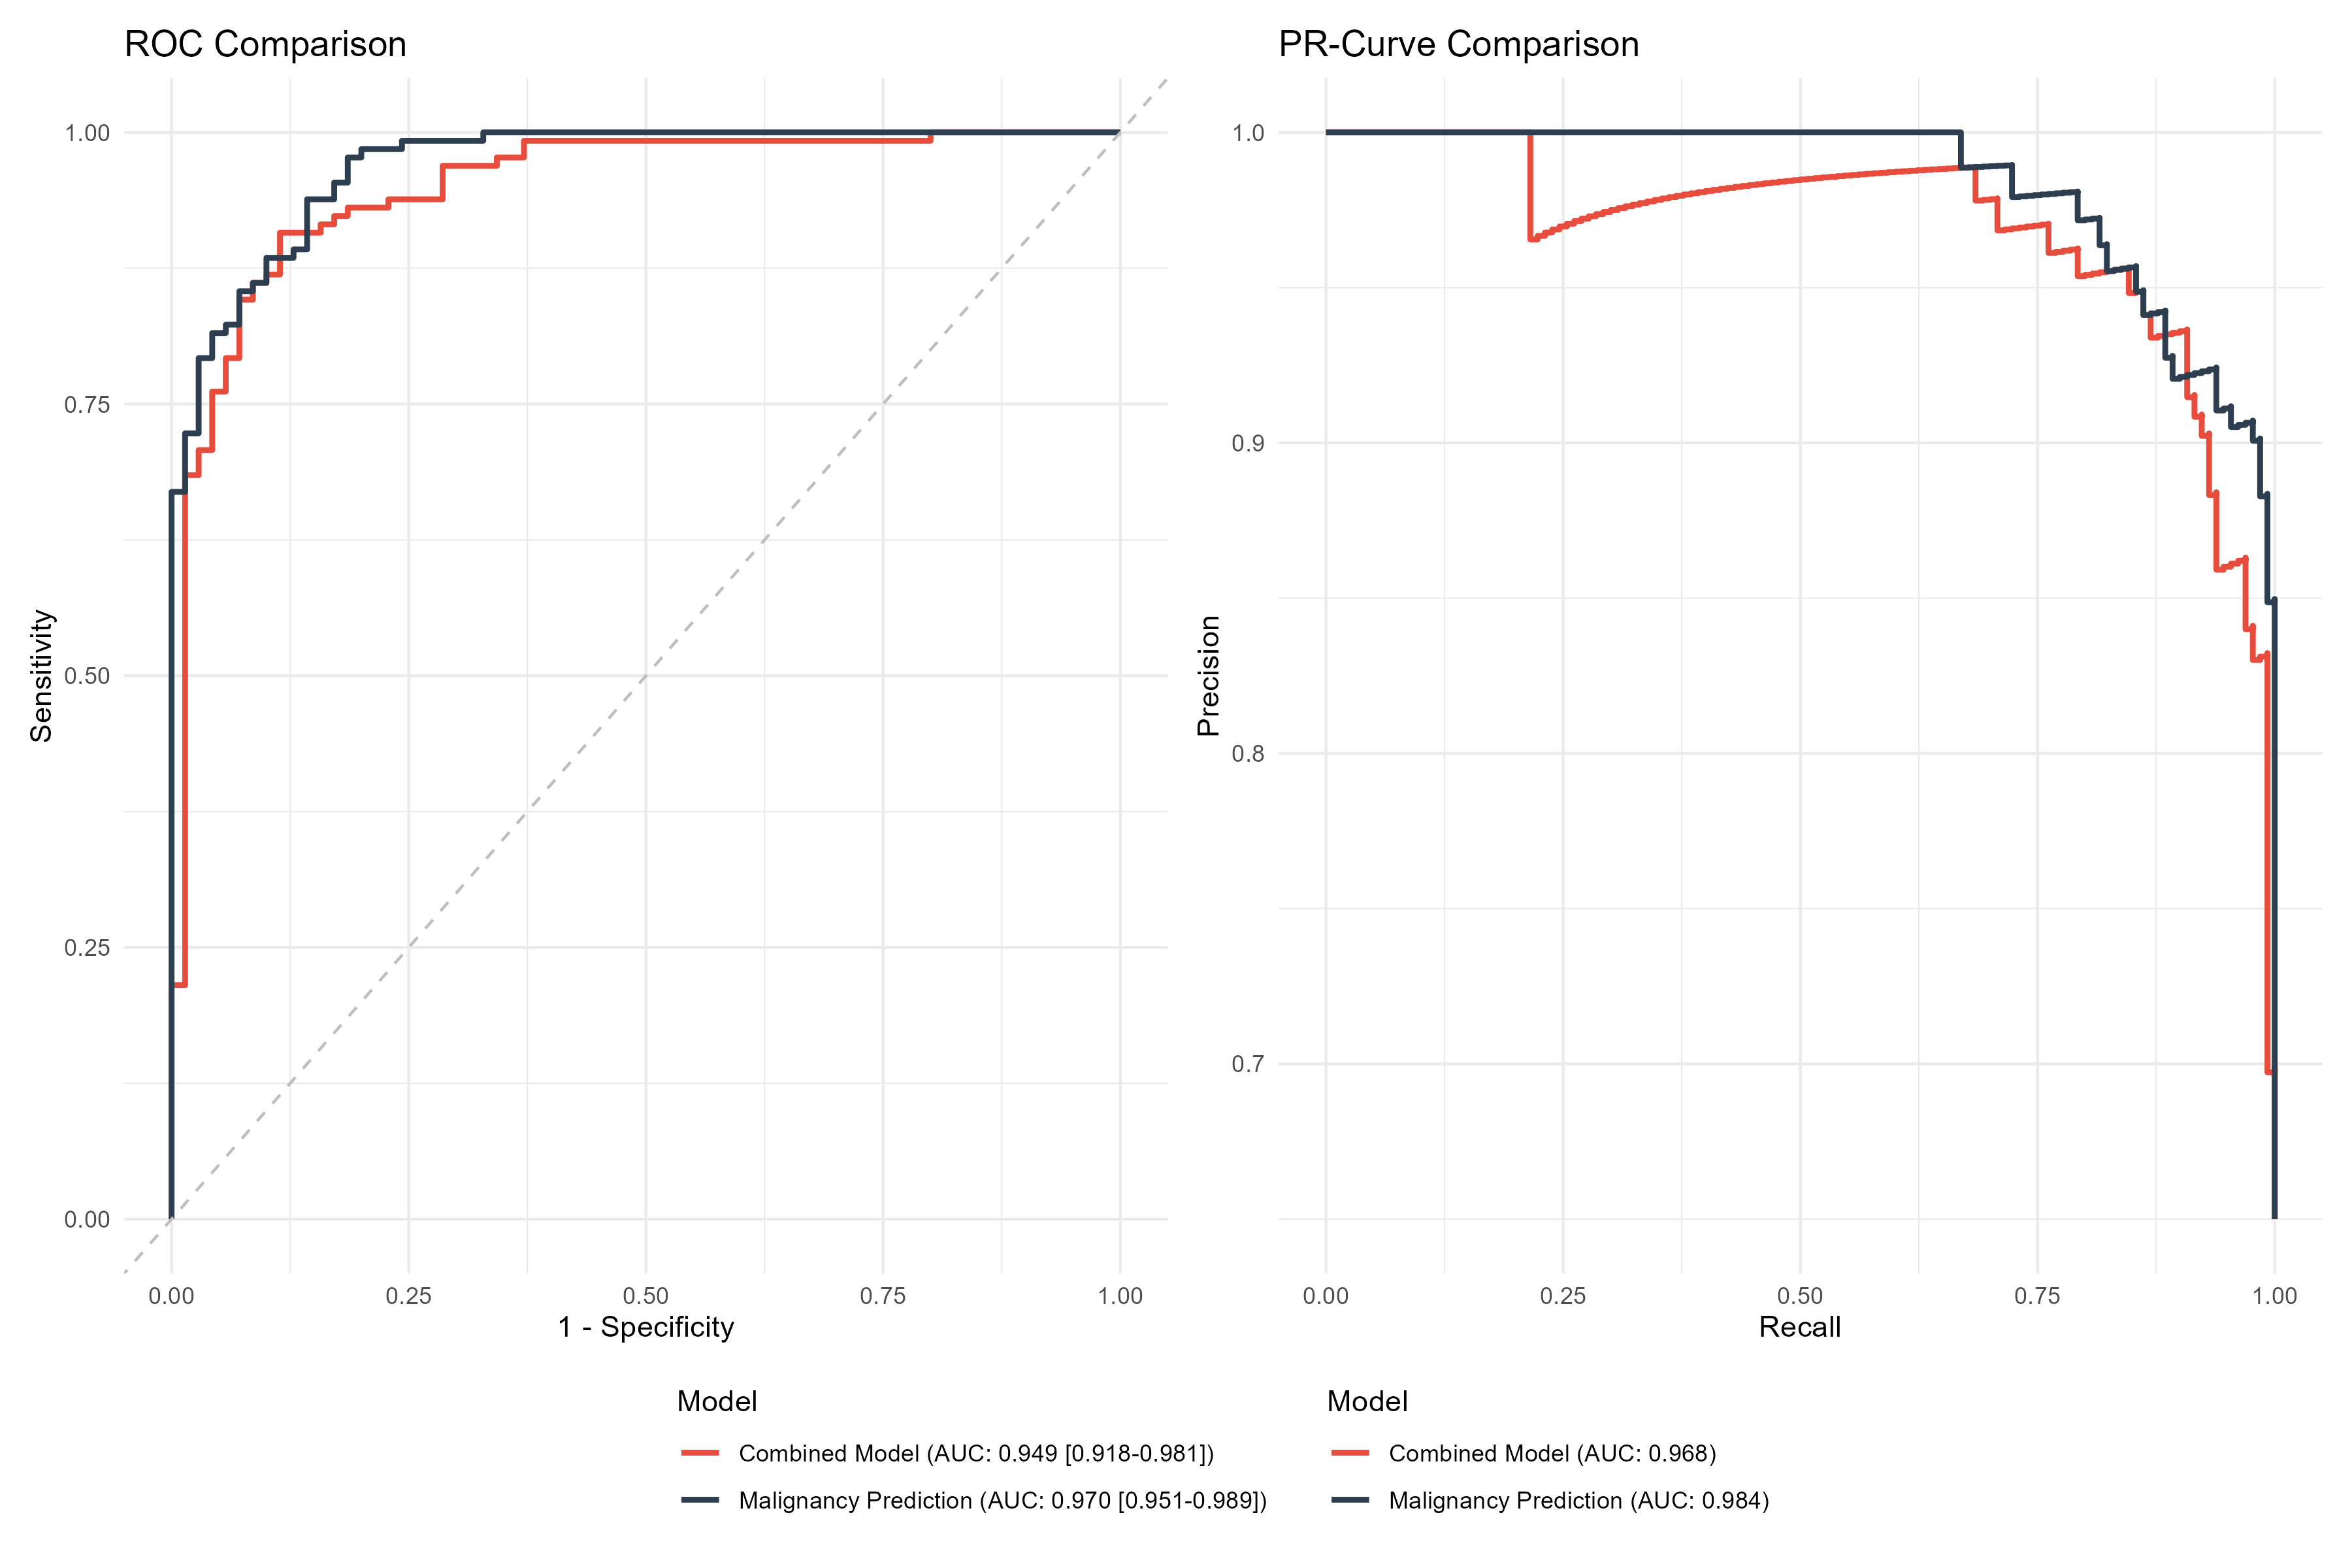 ROC Comparison
1.00
0.75
0.50
0.25
0.00
Sensitivity
0.00 0.25 0.50 0.75 1.00
1 - Specificity
PR-Curve Comparison
1.0
0.9
0.8
0.7
Precision
0.00 0.25 0.50 0.75 1.00
Recall
Model
Combined Model (AUC: 0.949 [0.918-0.981])
Malignancy Prediction (AUC: 0.970 [0.951-0.989])
Model
Combined Model (AUC: 0.968)
Malignancy Prediction (AUC: 0.984)